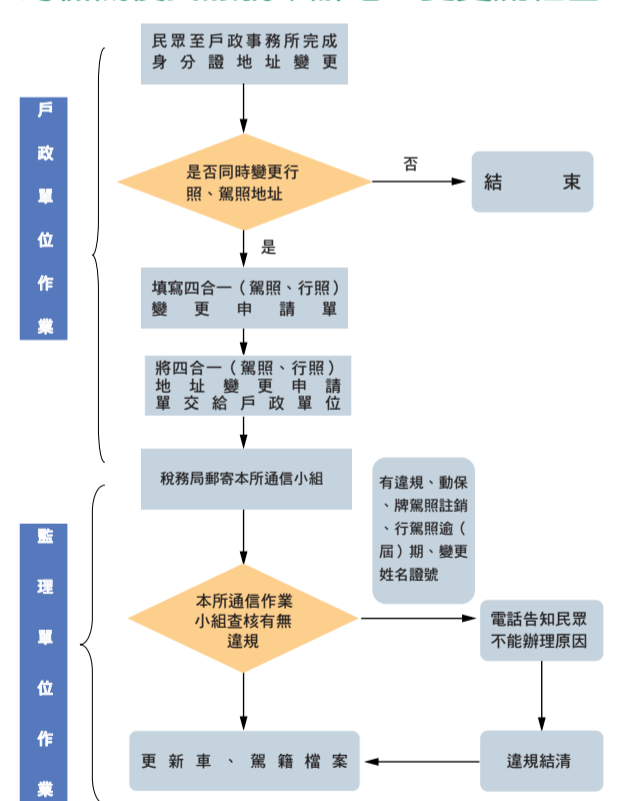 民眾至戶政事務所完成
身分證地址變更
戶政單位作業
是否同時變更行
照、駕照地址
否
結束
是
填寫四合一（駕照、行照）
變更申請單
將四合一（駕照、行照）
地址變更申請
單交給戶政單位
稅務局郵寄本所通信小組
有違規、動保
、牌駕照註銷
、行駕照逾（
屆）期、變更
姓名證號
監理單位作業
本所通信作業
小組查核有無
違規
電話告知民眾
不能辦理原因
更新車、駕籍檔案
違規結清